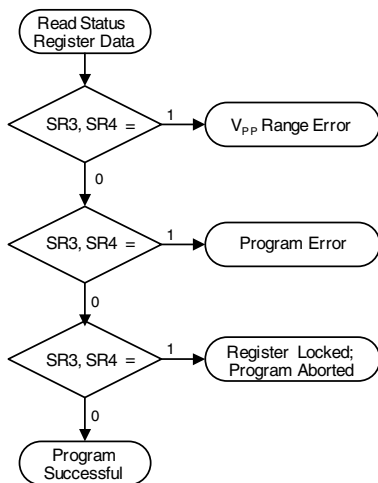 Read Status
Register Data
SR3, SR4 =
1
V_PP Range Error
0
SR3, SR4 =
1
Program Error
0
SR3, SR4 =
1
Register Locked;
Program Aborted
0
Program
Successful